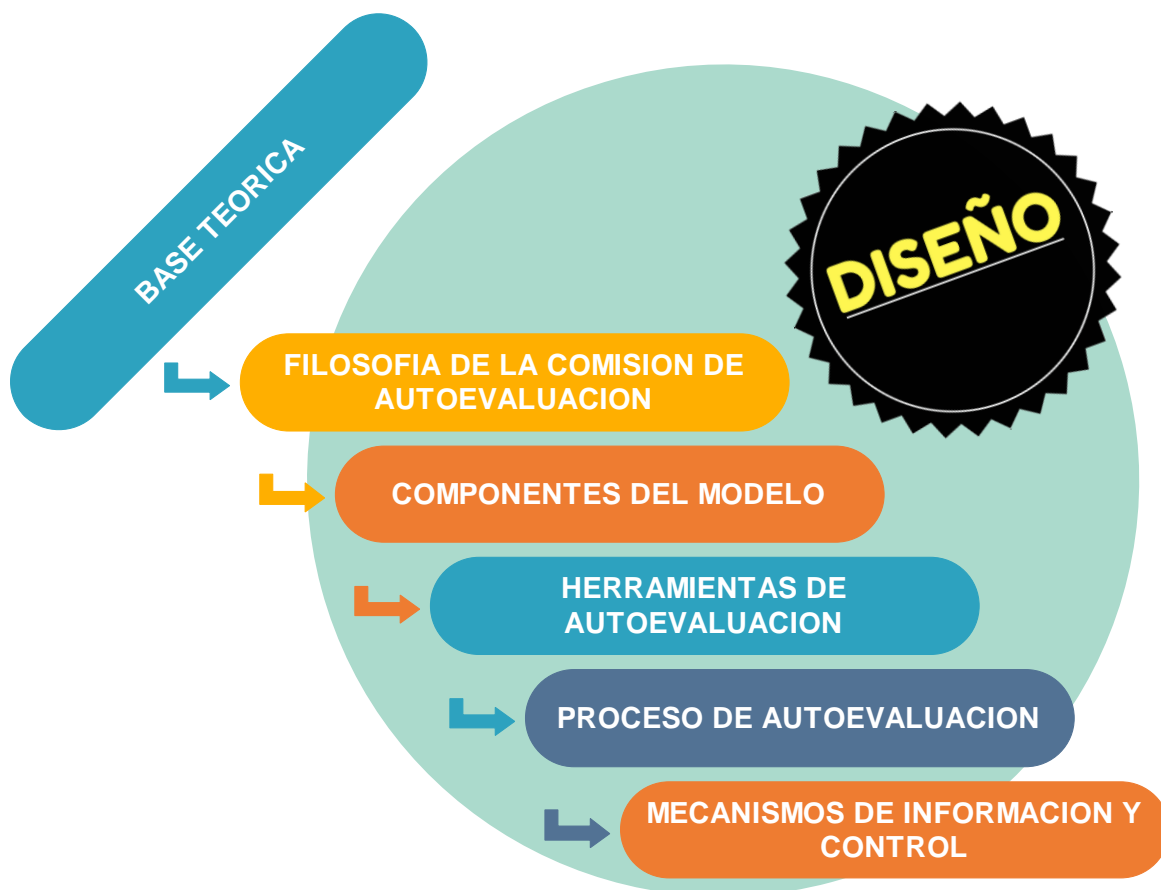 BASE TEORICA
DISEÑO
FILOSOFIA DE LA COMISION DE
AUTOEVALUACION
COMPONENTES DEL MODELO
HERRAMIENTAS DE
AUTOEVALUACION
PROCESO DE AUTOEVALUACION
MECANISMOS DE INFORMACION Y
CONTROL